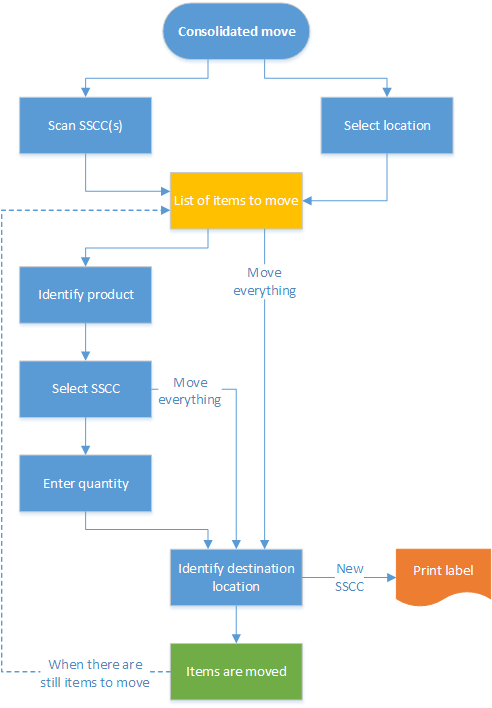 Consolidated move
Scan SSCC(s)
Select location
List of items to move
Move
everything
Identify product
Select SSCC
Move
everything
Enter quantity
Identify destination
location
New
SSCC
Print label
When there are
still items to move
Items are moved